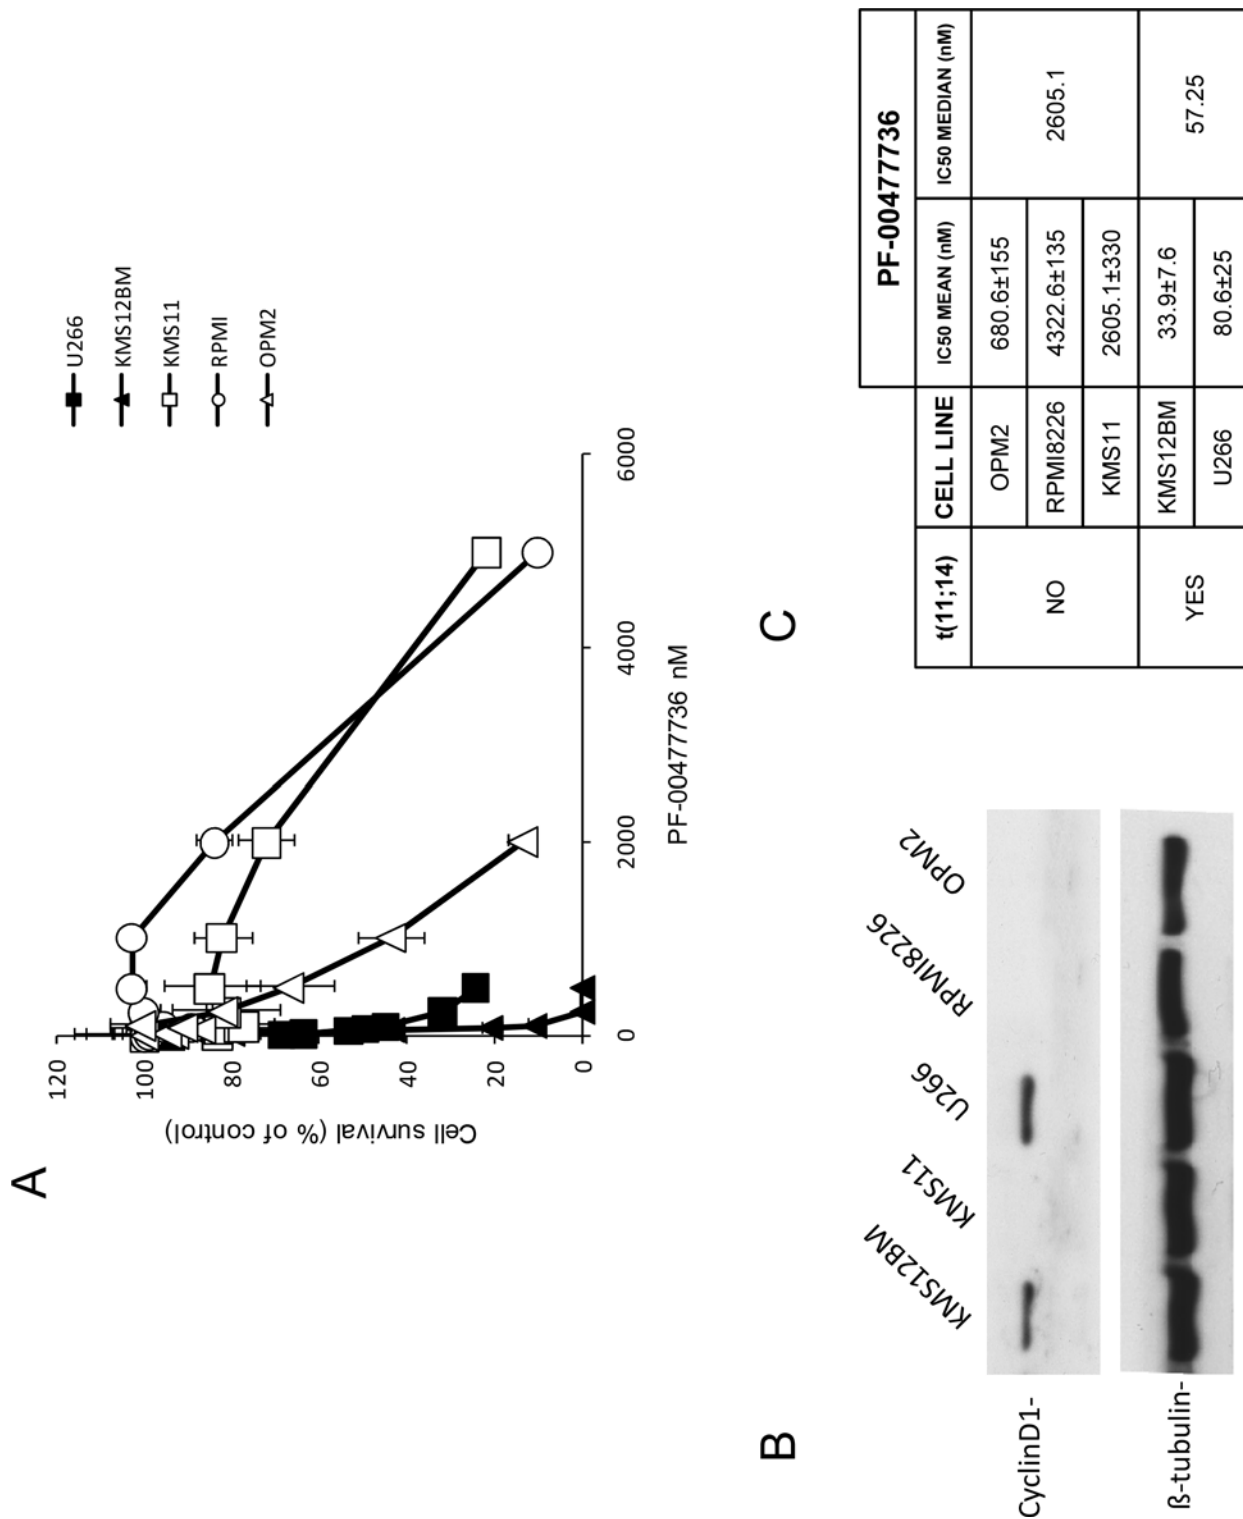 A
Cell survival (% of control)
120
100
80
60
40
20
0
0
2000
4000
6000
PF-00477736 nM
U266
KMS12BM
KMS11
RPMI
OPM2
B
KMS12BM
KMS11
U266
RPMI8226
OPM2
CyclinD1-
ß-tubulin-
C
PF-00477736
t(11;14) CELL LINE IC50 MEAN (nM) IC50 MEDIAN (nM)
NO OPM2 680.6±155 2605.1
RPMI8226 4322.6±135
KMS11 2605.1±330
YES KMS12BM 33.9±7.6 57.25
U266 80.6±25